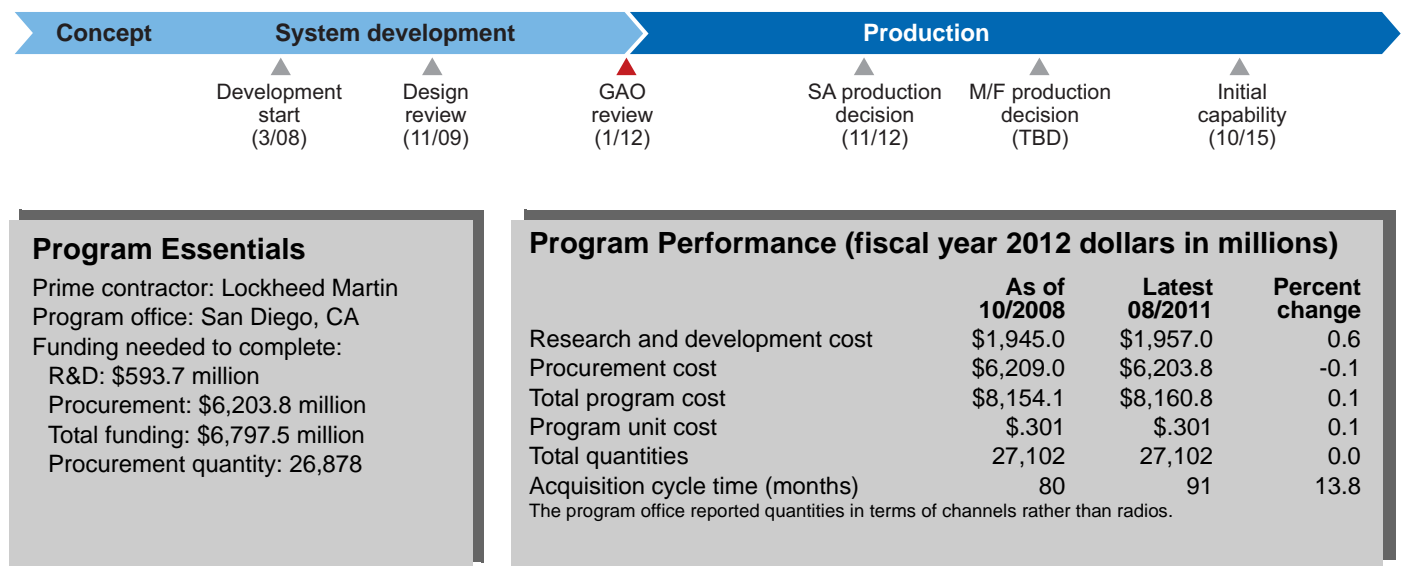 Concept System development Production
Development start (3/08)
Design review (11/09)
GAO review (1/12)
SA production decision (11/12)
M/F production decision (TBD)
Initial capability (10/15)
Program Essentials
Prime contractor: Lockheed Martin
Program office: San Diego, CA
Funding needed to complete:
R&D: $593.7 million
Procurement: $6,203.8 million
Total funding: $6,797.5 million
Procurement quantity: 26,878
Program Performance (fiscal year 2012 dollars in millions)
As of Latest Percent
10/2008 08/2011 change
Research and development cost $1,945.0 $1,957.0 0.6
Procurement cost $6,209.0 $6,203.8 -0.1
Total program cost $8,154.1 $8,160.8 0.1
Program unit cost $.301 $.301 0.1
Total quantities 27,102 27,102 0.0
Acquisition cycle time (months) 80 91 13.8
The program office reported quantities in terms of channels rather than radios.